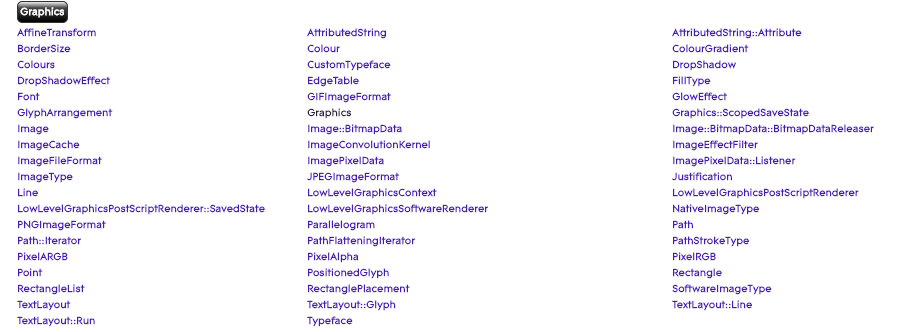 Graphics
AffineTransform AttributedString AttributedString::Attribute
BorderSize Colour ColourGradient
Colours CustomTypeface DropShadow
DropShadowEffect EdgeTable FillType
Font GIFImageFormat GlowEffect
GlyphArrangement Graphics Graphics::ScopedSaveState
Image Image::BitmapData Image::BitmapData::BitmapDataReleaser
ImageCache ImageConvolutionKernel ImageEffectFilter
ImageFileFormat ImagePixelData ImagePixelData::Listener
ImageType JPEGImageFormat Justification
Line LowLevelGraphicsContext LowLevelGraphicsPostScriptRenderer
LowLevelGraphicsPostScriptRenderer::SavedState LowLevelGraphicsSoftwareRenderer NativeImageType
PNGImageFormat Parallelogram Path
Path::Iterator PathFlatteningIterator PathStrokeType
PixelARGB PixelAlpha PixelRGB
Point PositionedGlyph Rectangle
RectangleList RectanglePlacement SoftwareImageType
TextLayout TextLayout::Glyph TextLayout::Line
TextLayout::Run Typeface